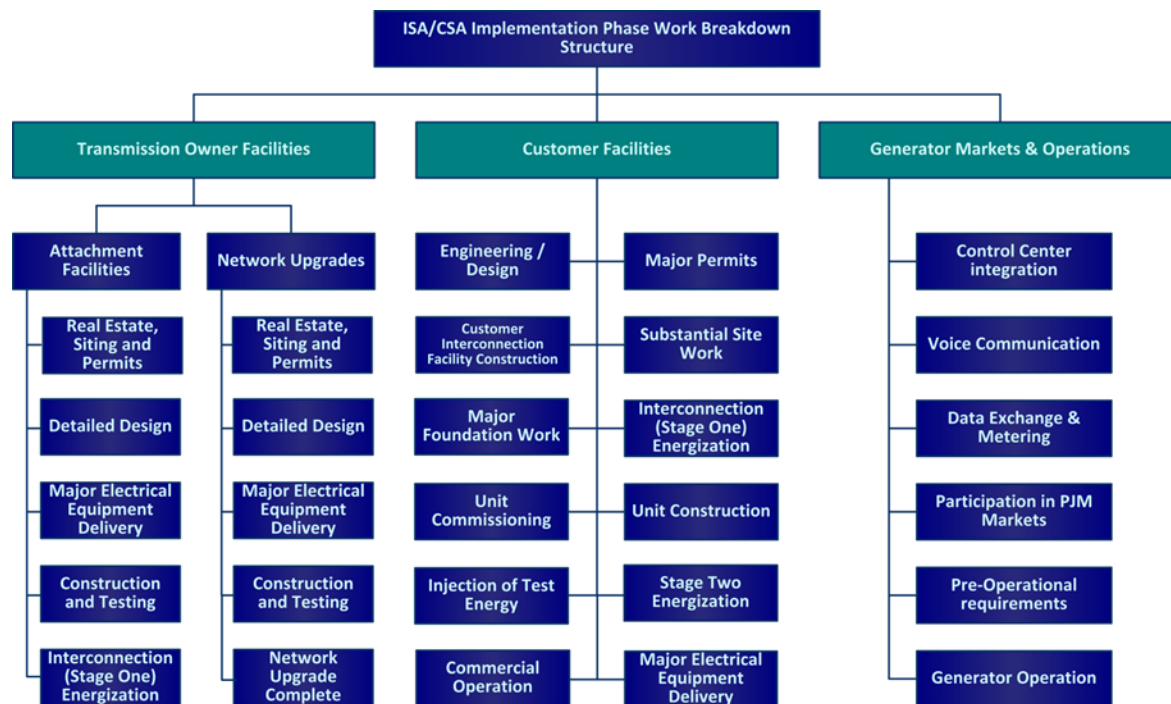 ISA/CSA Implementation Phase Work Breakdown
Structure
Transmission Owner Facilities
Customer Facilities
Generator Markets & Operations
Attachment
Facilities
Network Upgrades
Engineering /
Design
Major Permits
Control Center
integration
Real Estate,
Siting and
Permits
Real Estate,
Siting and
Permits
Customer
Interconnection
Facility Construction
Substantial Site
Work
Voice Communication
Detailed Design
Detailed Design
Major
Foundation Work
Interconnection
(Stage One)
Energization
Data Exchange &
Metering
Major Electrical
Equipment
Delivery
Major Electrical
Equipment
Delivery
Unit
Commissioning
Unit Construction
Participation in PJM
Markets
Construction
and Testing
Construction
and Testing
Injection of Test
Energy
Stage Two
Energization
Pre-Operational
requirements
Interconnection
(Stage One)
Energization
Network
Upgrade
Complete
Commercial
Operation
Major Electrical
Equipment
Delivery
Generator Operation